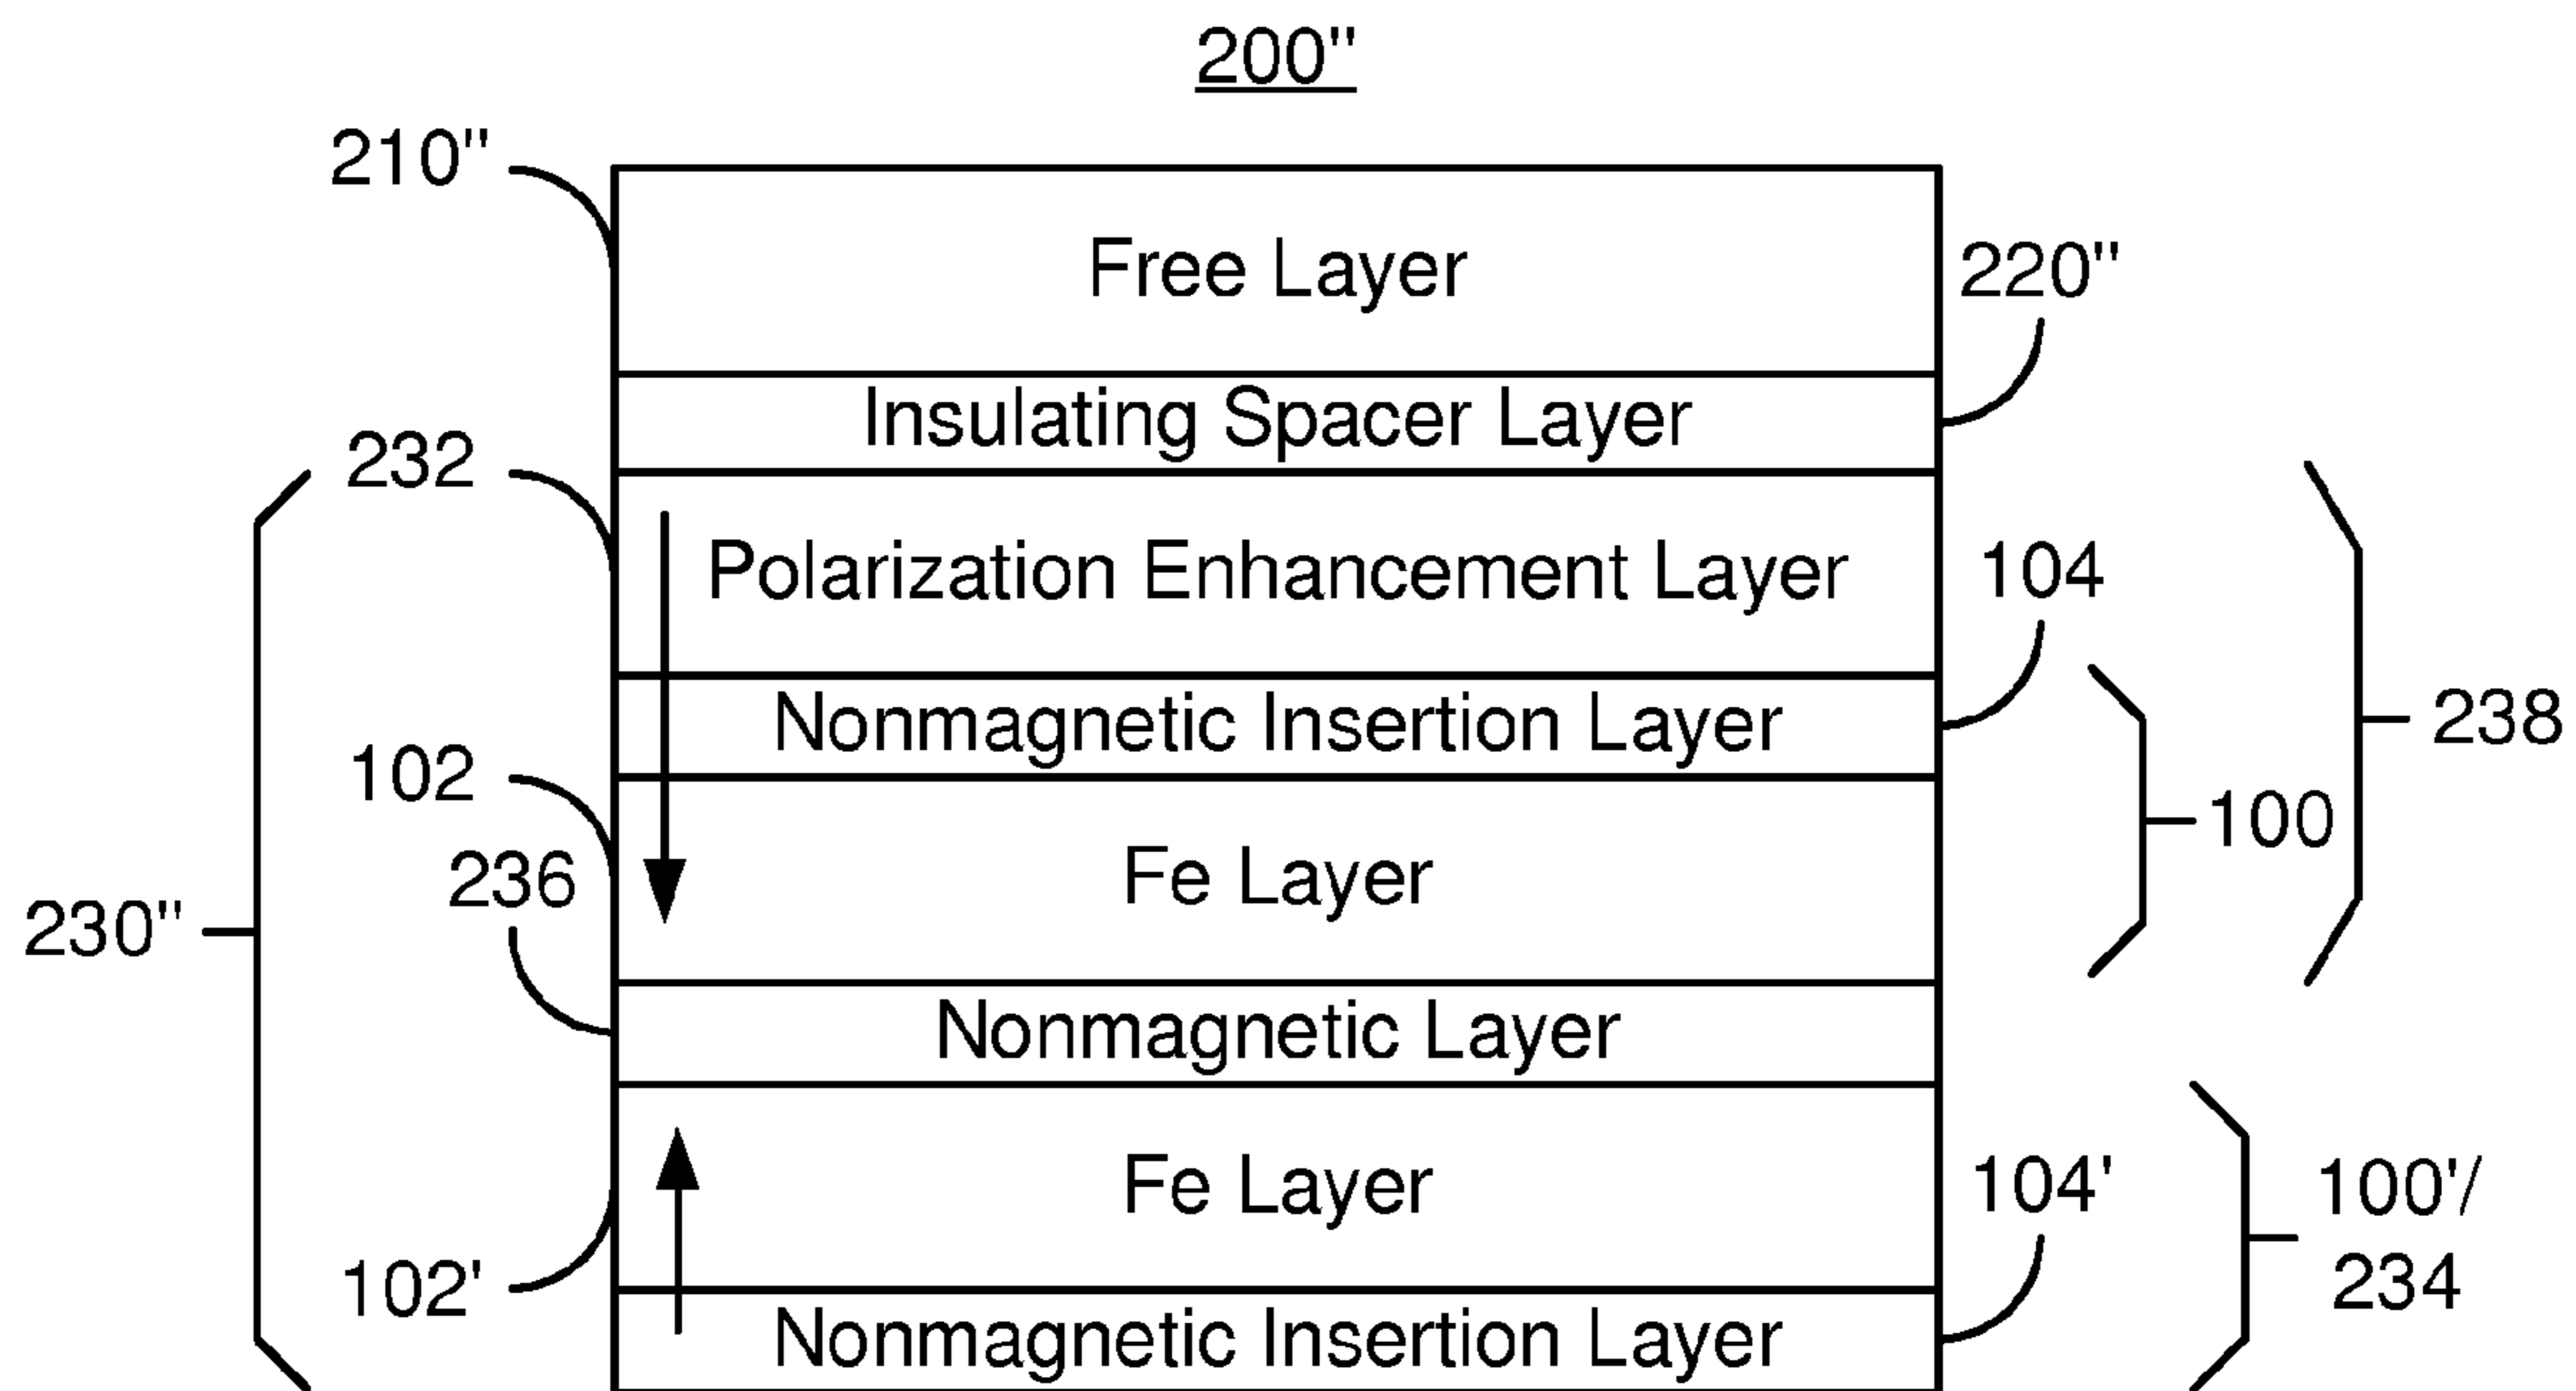 200"
210"
Free Layer
220"
Insulating Spacer Layer
232
Polarization Enhancement Layer
104
Nonmagnetic Insertion Layer
238
102
100
Fe Layer
236
230"
Nonmagnetic Layer
Fe Layer
104'
100'/
234
102'
Nonmagnetic Insertion Layer